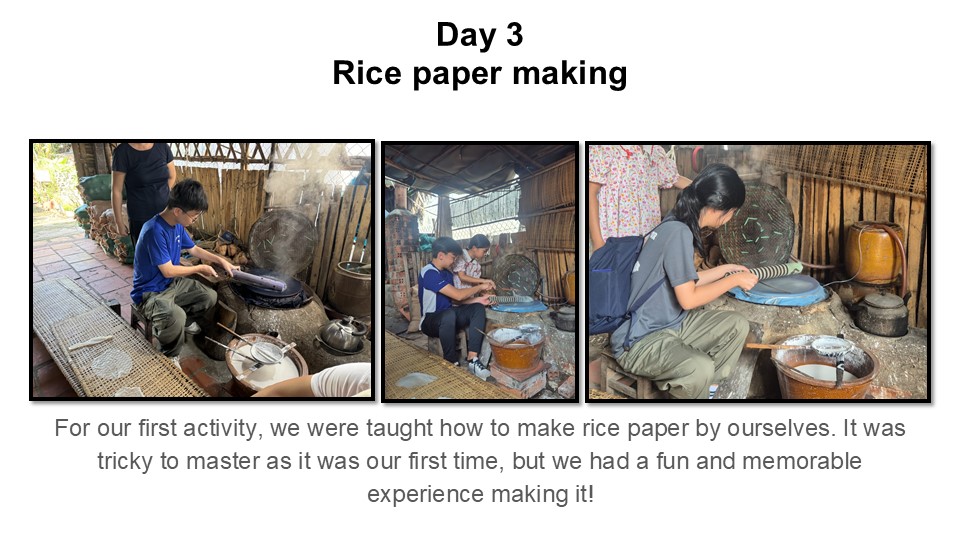 Day 3
Rice paper making
For our first activity, we were taught how to make rice paper by ourselves. It was
tricky to master as it was our first time, but we had a fun and memorable
experience making it!